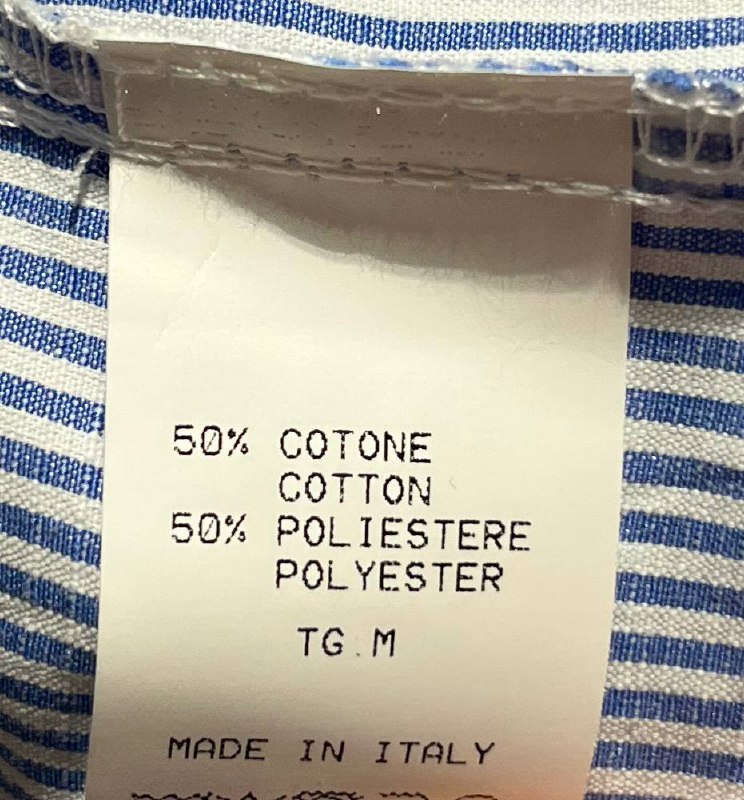 50% COTONE
COTTON
50% POLIESTERE
POLYESTER
TG.M
MADE IN ITALY